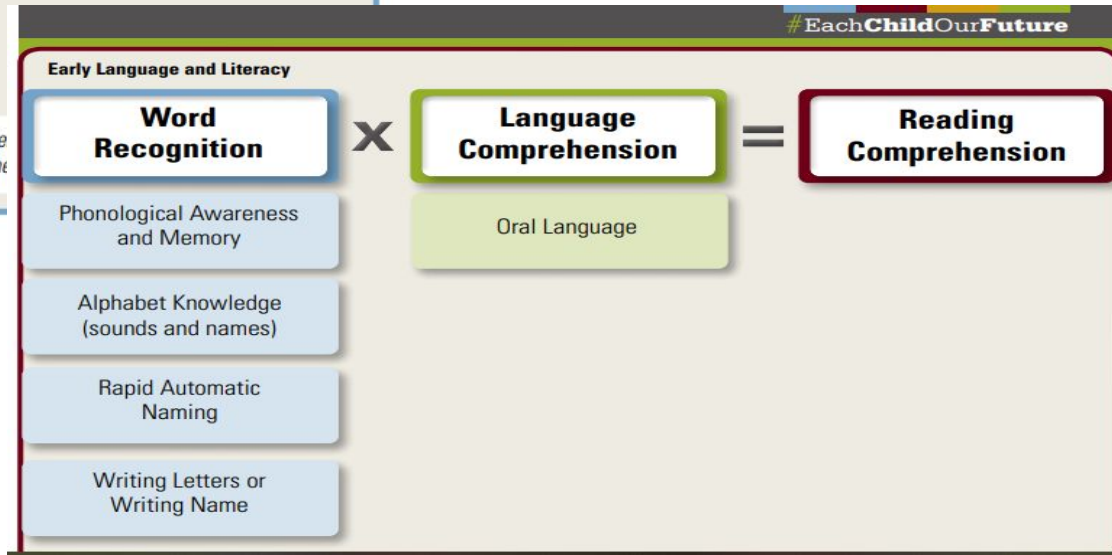 #EachChildOurFuture
Early Language and Literacy
Word
Recognition
x
Language
Comprehension
=
Reading
Comprehension
Phonological Awareness
and Memory
Oral Language
Alphabet Knowledge
(sounds and names)
Rapid Automatic
Naming
Writing Letters or
Writing Name